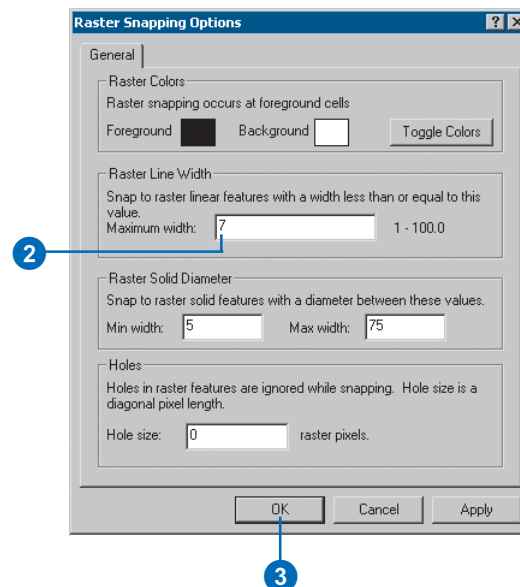 Raster Snapping Options
General
Raster Colors
Raster snapping occurs at foreground cells
Foreground Background Toggle Colors
Raster Line Width
Snap to raster linear features with a width less than or equal to this
value.
Maximum width: 7 1 - 100.0
2
Raster Solid Diameter
Snap to raster solid features with a diameter between these values.
Min width: 5 Max width: 75
Holes
Holes in raster features are ignored while snapping. Hole size is a
diagonal pixel length.
Hole size: 0 raster pixels.
OK Cancel Apply
3